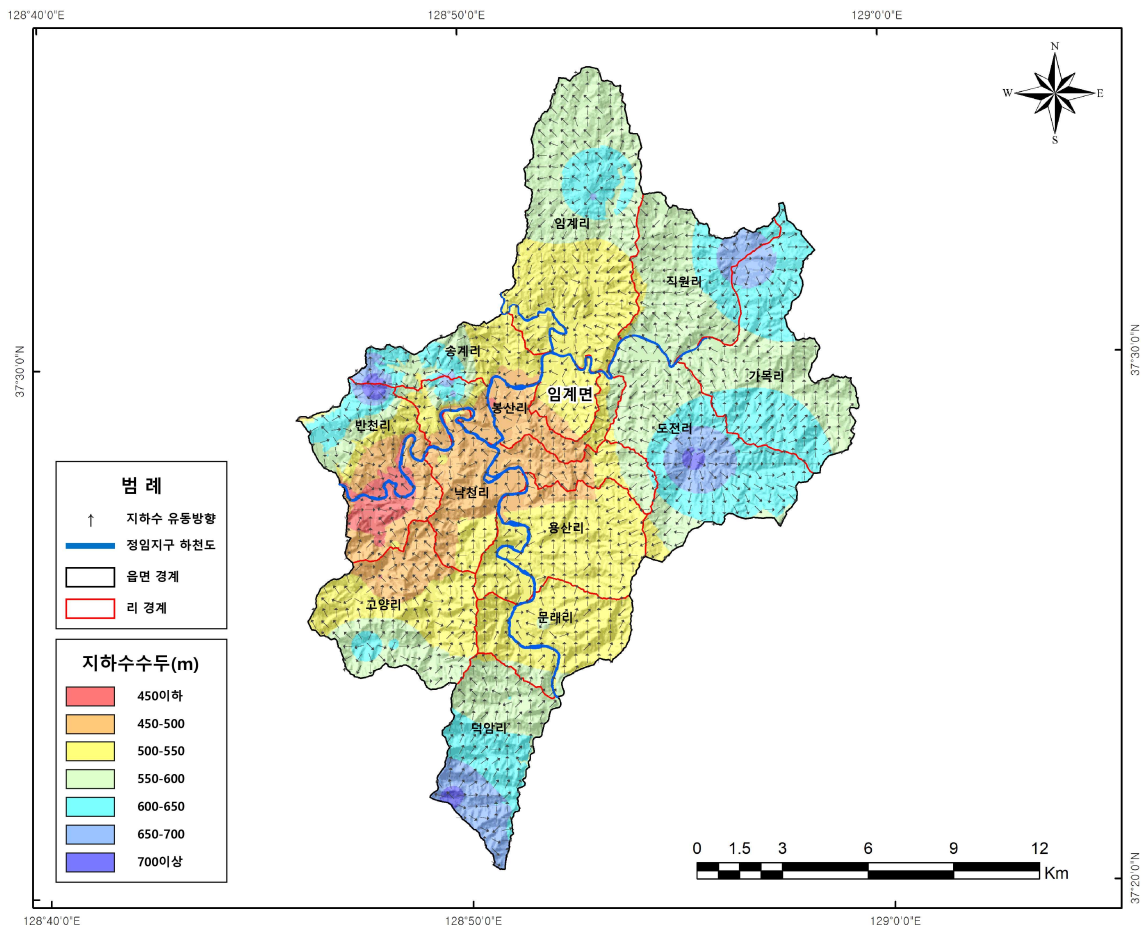 128°40'0"E
128°50'0"E
129°0'0"E
N
W
E
S
임계리
직원리
37°30'0"N
37°30'0"N
송계리
가목리
임계면
봉산리
반천리
도전리
낙천리
용산리
고양리
문래리
덕암리
범 례
지하수 유동방향
정임지구 하천도
읍면 경계
리 경계
지하수수두(m)
450이하
450-500
500-550
550-600
600-650
650-700
700이상
0 1.5 3 6 9 12
Km
37°20'0"N
128°40'0"E
128°50'0"E
129°0'0"E